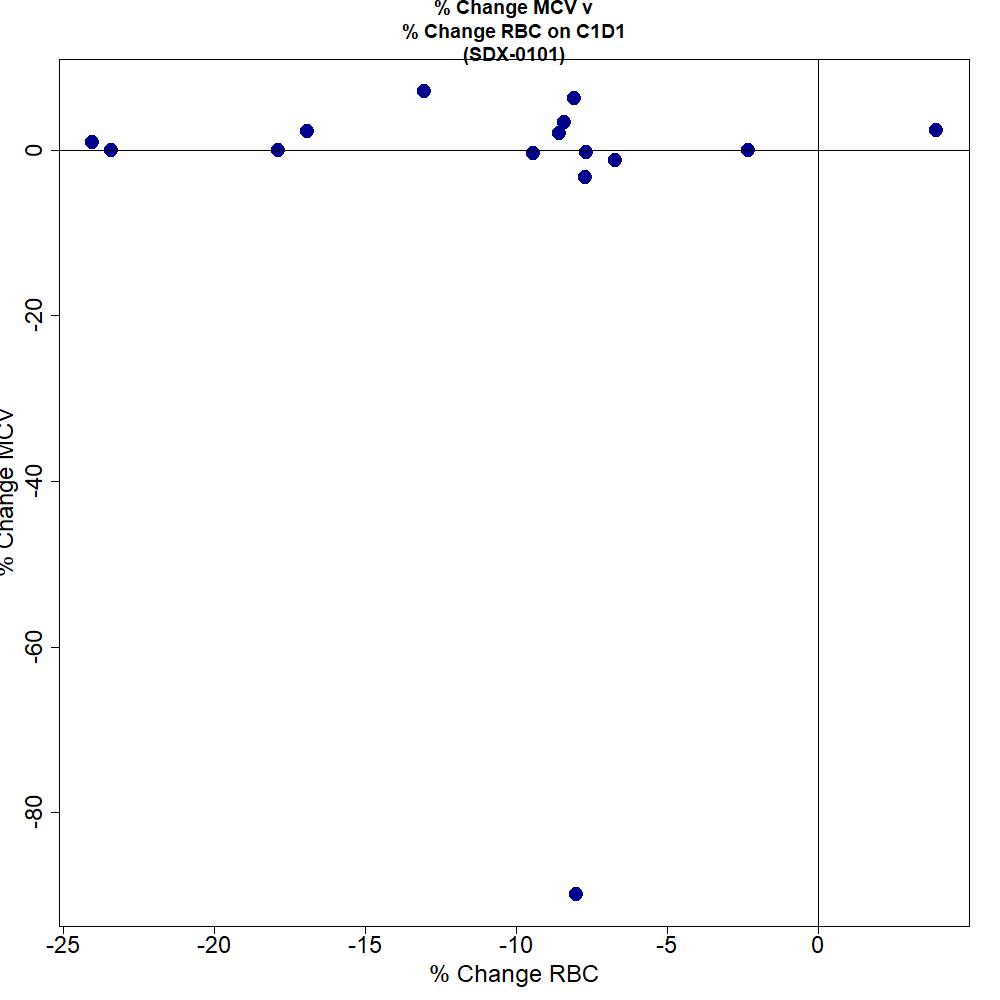 % Change MCV v
% Change RBC on C1D1
(SDX-0101)
0
-20
-40
-60
-80
% Change MCV
-25 -20 -15 -10 -5 0
% Change RBC